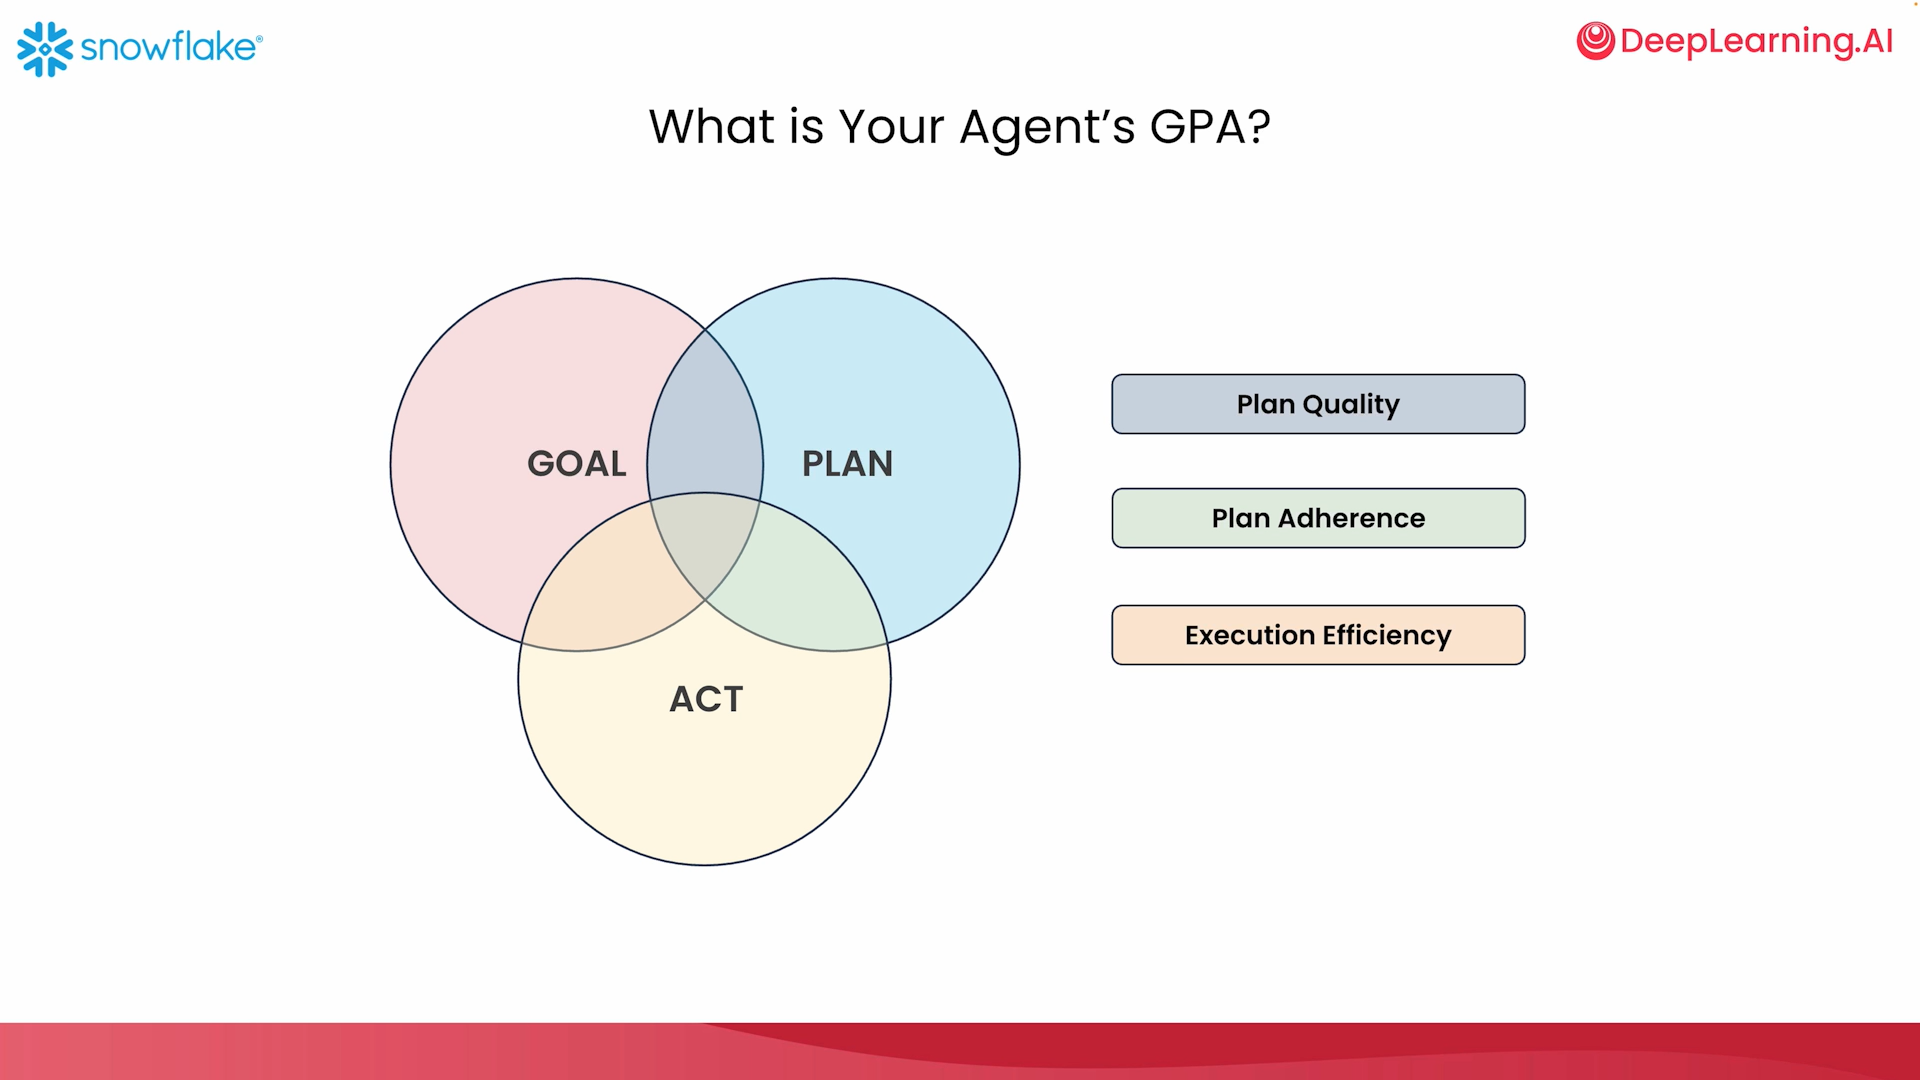 snowflake®
DeepLearning.AI
What is Your Agent's GPA?
GOAL
PLAN
ACT
Plan Quality
Plan Adherence
Execution Efficiency